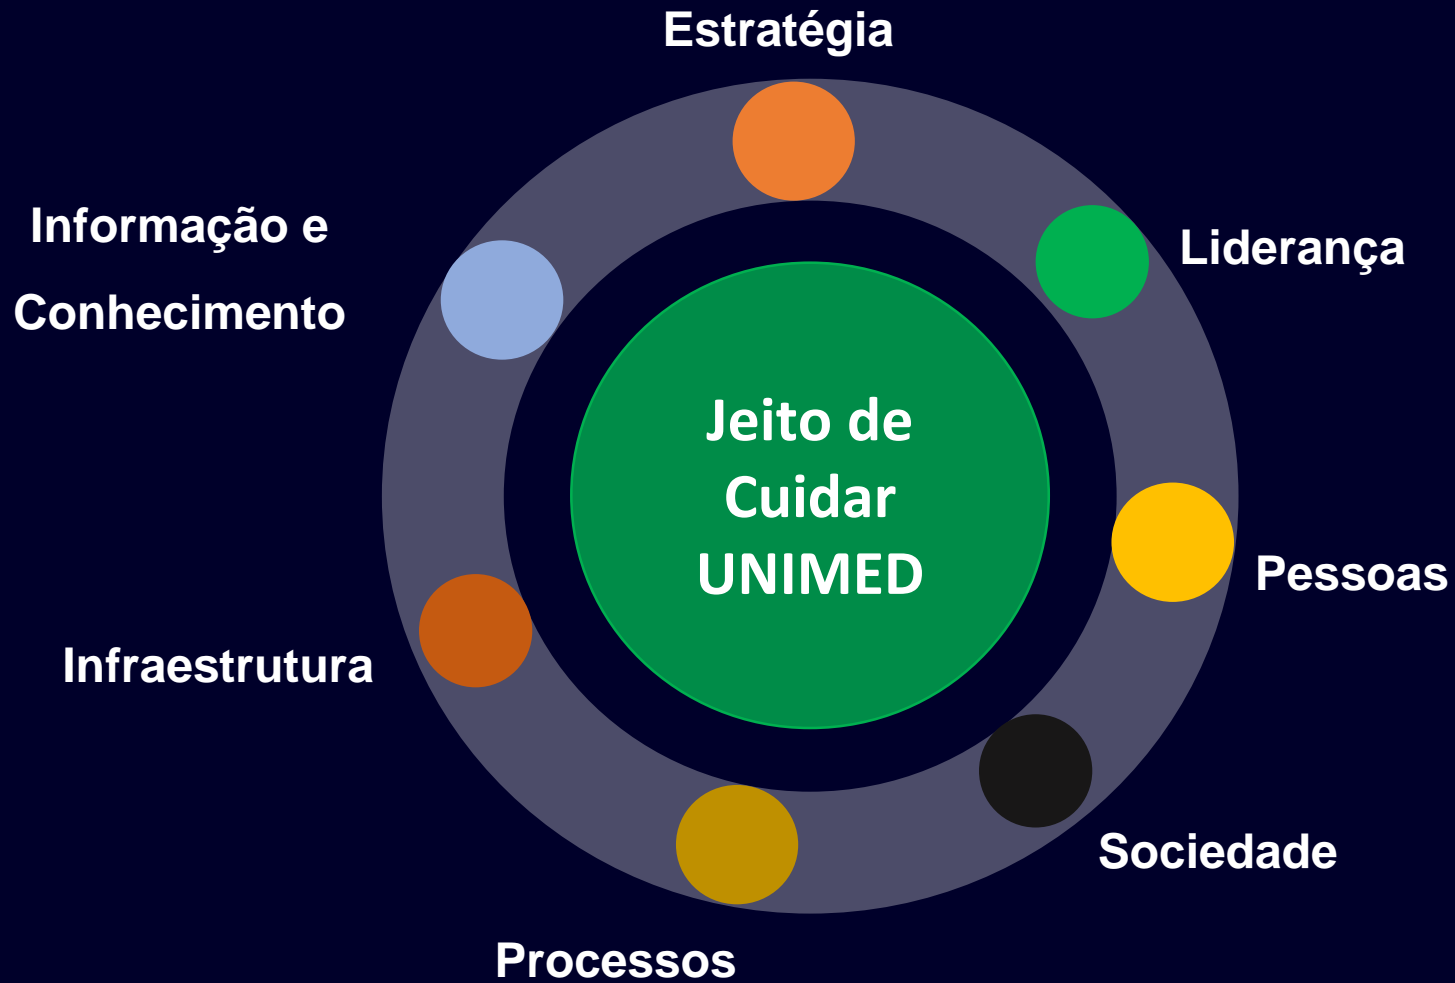 Estratégia
Informação e
Conhecimento
Liderança
Jeito de
Cuidar
UNIMED
Pessoas
Infraestrutura
Sociedade
Processos